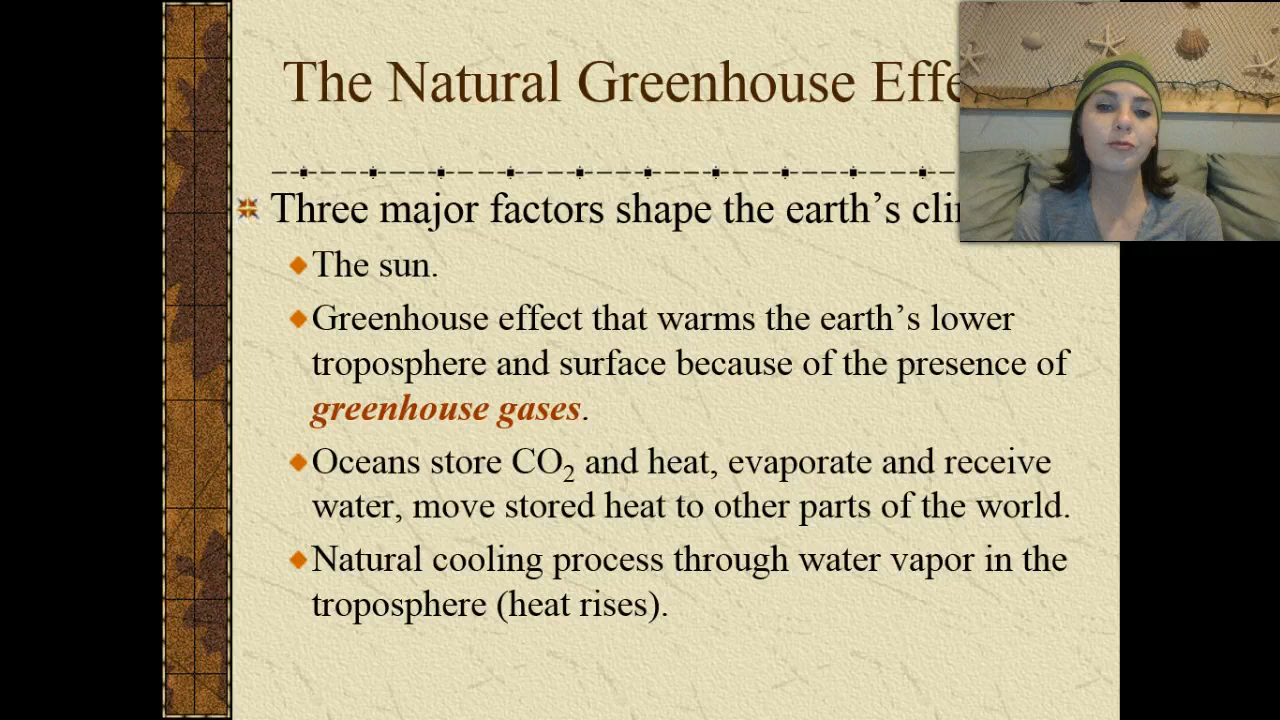 The Natural Greenhouse Effe
Three major factors shape the earth’s cli
The sun.
Greenhouse effect that warms the earth’s lower
troposphere and surface because of the presence of
greenhouse gases.
Oceans store CO₂ and heat, evaporate and receive
water, move stored heat to other parts of the world.
Natural cooling process through water vapor in the
troposphere (heat rises).